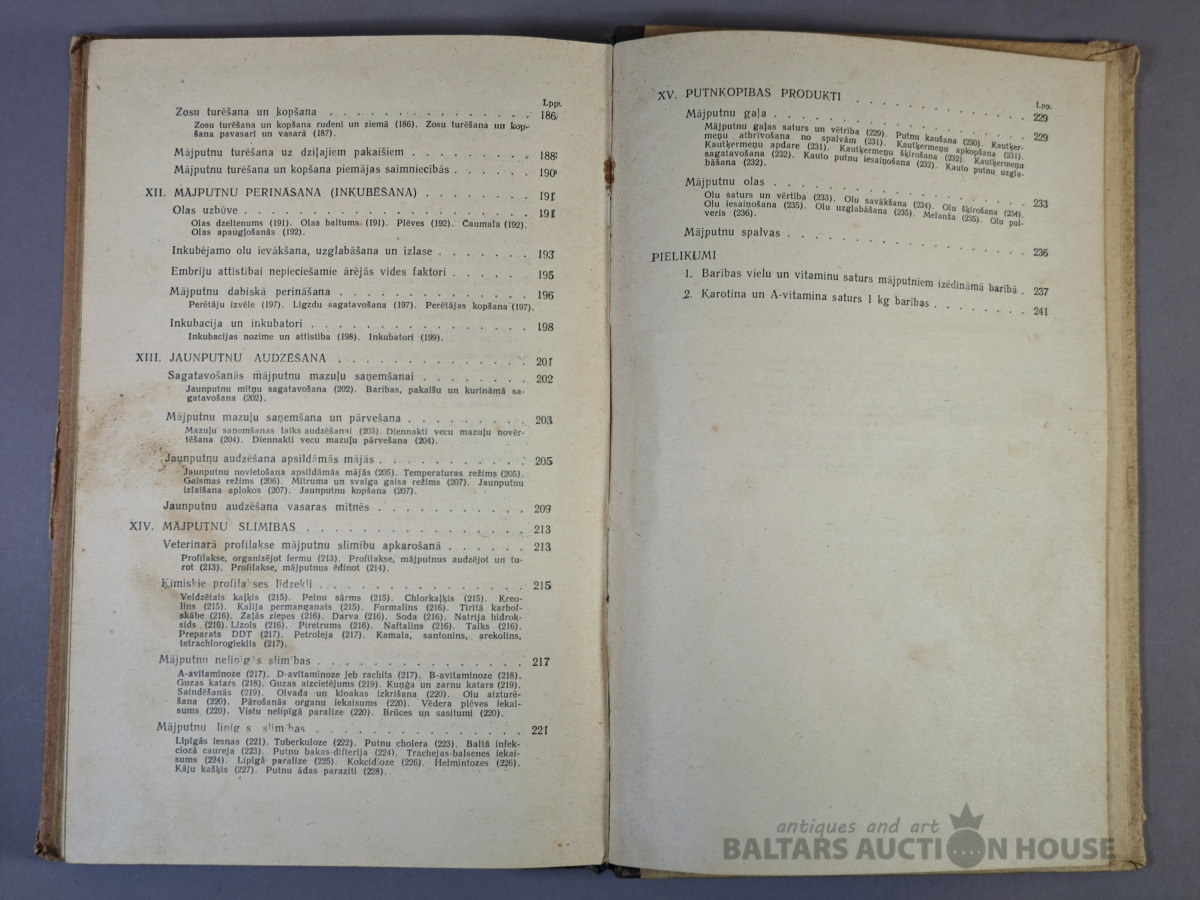 Lpp.
Zosu turēšana un kopšana . . . . . . . . . . . . 186
Zosu turēšana un kopšana rudenī un ziemā (186). Zosu turēšana un kop-
šana pavasarī un vasarā (187).
Mājputnu turēšana uz dziļajiem pakaišiem . . . . . . . . 188
Mājputnu turēšana un kopšana piemājas saimniecībās . . . . . 190
XII. MĀJPUTNU PERINĀŠANA (INKUBĒŠANA) . . . . . . . 191
Olas uzbūve . . . . . . . . . . . . . . . . . 191
Olas dzeltenums (191). Olas baltums (191). Plēves (192). Čaumala (192).
Olas apaugļošanās (192).
Inkubējamo olu ievākšana, uzglabāšana un izlase . . . . . . 193
Embriju attīstībai nepieciešamie ārējās vides faktori . . . . . 195
Mājputnu dabiskā perināšana . . . . . . . . . . . 196
Perētāju izvēle (197). Ligzdu sagatavošana (197). Perētājas kopšana (197).
Inkubacija un inkubatori . . . . . . . . . . . . . 198
Inkubacijas nozīme un attīstība (198). Inkubatori (199).
XIII. JAUNPUTNU AUDZĒŠANA . . . . . . . . . . . . 201
Sagatavošanās mājputnu mazuļu saņemšanai . . . . . . . 202
Jaunputnu mītņu sagatavošana (202). Barības, pakaišu un kurināmā sa-
gatavošana (202).
Mājputnu mazuļu saņemšana un pārvešana . . . . . . . . 203
Mazuļu saņemšanas laiks audzēšanai (203). Diennakti vecu mazuļu novēr-
tēšana (204). Diennakti vecu mazuļu pārvešana (204).
Jaunputnu audzēšana apsildāmās mājās . . . . . . . . . 205
Jaunputnu novietošana apsildāmās mājās (205). Temperaturas režīms (205).
Gaismas režīms (206). Mitruma un svaiga gaisa režīms (207). Jaunputnu
izlaišana aplokos (207). Jaunputnu kopšana (207).
Jaunputnu audzēšana vasaras mītnēs . . . . . . . . . . 209
XIV. MĀJPUTNU SLIMĪBAS . . . . . . . . . . . . . . 213
Veterinarā profilakse mājputnu slimību apkarošanā . . . . . . 213
Profilakse, organizējot fermu (213). Profilakse, mājputnus audzējot un tu-
rot (213). Profilakse, mājputnus ēdinot (214).
Ķīmiskie profilakses līdzekļi . . . . . . . . . . . . 215
Veldzētais kaļķis (215). Pelnu sārms (215). Chlorkaļķis (215). Kreo-
līns (215). Kalija permanganats (215). Formalīns (216). Tīrītā karbol-
skābe (216). Zaļās ziepes (216). Darva (216). Soda (216). Natrija hidrok-
sids (216). Lizols (216). Piretrums (216). Naftalīns (216). Talks (216).
Preparats DDT (217). Petroleja (217). Kamala, santonīns, arekolīns,
tetrachlorogleklis (217).
Mājputnu nelipīgās slimības . . . . . . . . . . . . 217
A-avitaminoze (217). D-avitaminoze jeb rachits (217). B-avitaminoze (218).
Guzas katars (218). Guzas aizcietējums (219). Kuņģa un zarnu katars (219).
Saindēšanās (219). Olvada un kloakas izkrišana (220). Olu aizturē-
šana (220). Pārošanās organu iekaisums (220). Vēdera plēves iekai-
sums (220). Vistu nelipīgā paralize (220). Brūces un sasitumi (220).
Mājputnu lipīgās slimības . . . . . . . . . . . . . 221
Lipīgās iesnas (221). Tuberkuloze (222). Putnu cholera (223). Baltā infek-
ciozā caureja (223). Putnu bakas-difterija (224). Trachejas-balsenes iekai-
sums (224). Lipīgā paralize (225). Kokcidioze (226). Helmintozes (226).
Kāju kašķis (227). Putnu ādas parazīti (228).
Lpp.
XV. PUTNKOPĪBAS PRODUKTI . . . . . . . . . . . . 229
Mājputnu gaļa . . . . . . . . . . . . . . . . 229
Mājputnu gaļas saturs un vērtība (229). Putnu kaušana (230). Kautķer-
meņu atbrīvošana no spalvām (231). Kautķermeņu apkopšana (231).
Kautķermeņu apdare (231). Kautķermeņu šķirošana (232). Kautķermeņu
sagatavošana (232). Kauto putnu iesaiņošana (232). Kauto putnu uzgla-
bāšana (232).
Mājputnu olas . . . . . . . . . . . . . . . . 233
Olu saturs un vērtība (233). Olu savākšana (234). Olu šķirošana (234).
Olu iesaiņošana (235). Olu uzglabāšana (235). Melanža (235). Olu pul-
veris (236).
Mājputnu spalvas . . . . . . . . . . . . . . . 236
PIELIKUMI
1. Barības vielu un vitaminu saturs mājputniem izēdināmā barībā . 237
2. Karotina un A-vitamina saturs 1 kg barības . . . . . . . . 241
antiques and art
BALTARS AUCTION HOUSE